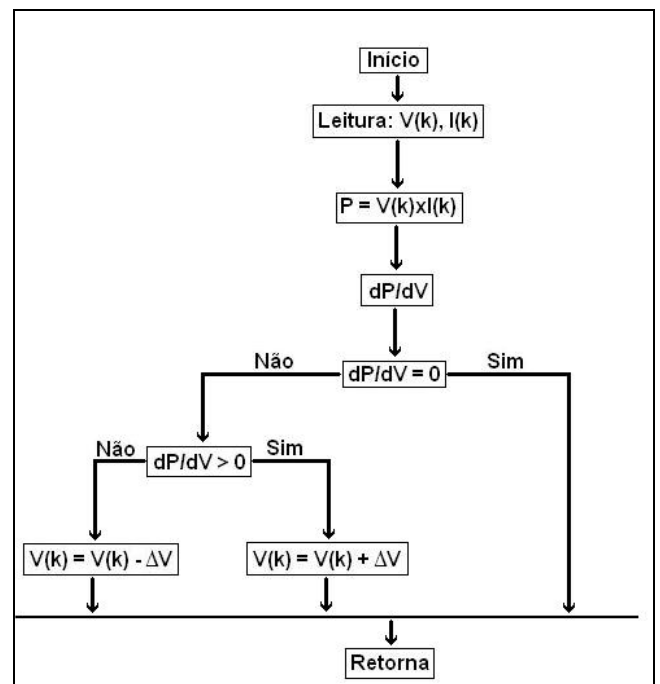 Início
Leitura: V(k), I(k)
P = V(k)xI(k)
dP/dV
Não
Sim
dP/dV = 0
Não
Sim
dP/dV > 0
V(k) = V(k) - ΔV
V(k) = V(k) + ΔV
Retorna